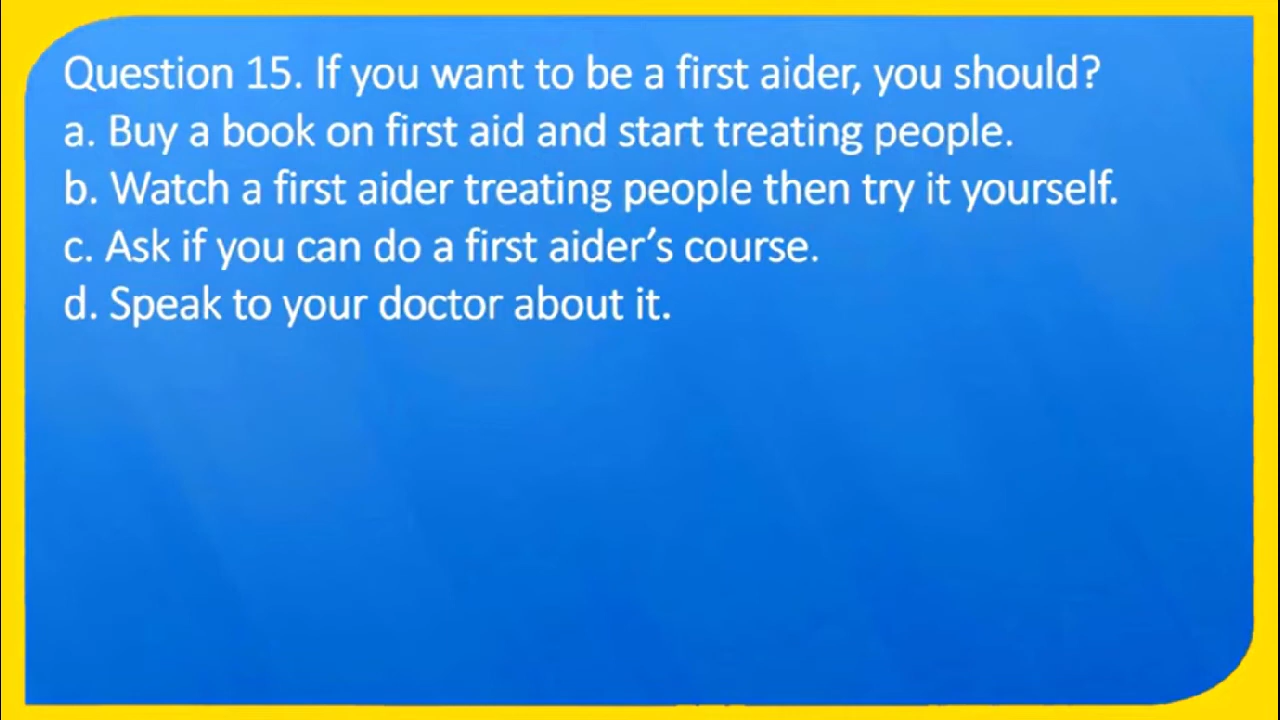 Question 15. If you want to be a first aider, you should?
a. Buy a book on first aid and start treating people.
b. Watch a first aider treating people then try it yourself.
c. Ask if you can do a first aider’s course.
d. Speak to your doctor about it.